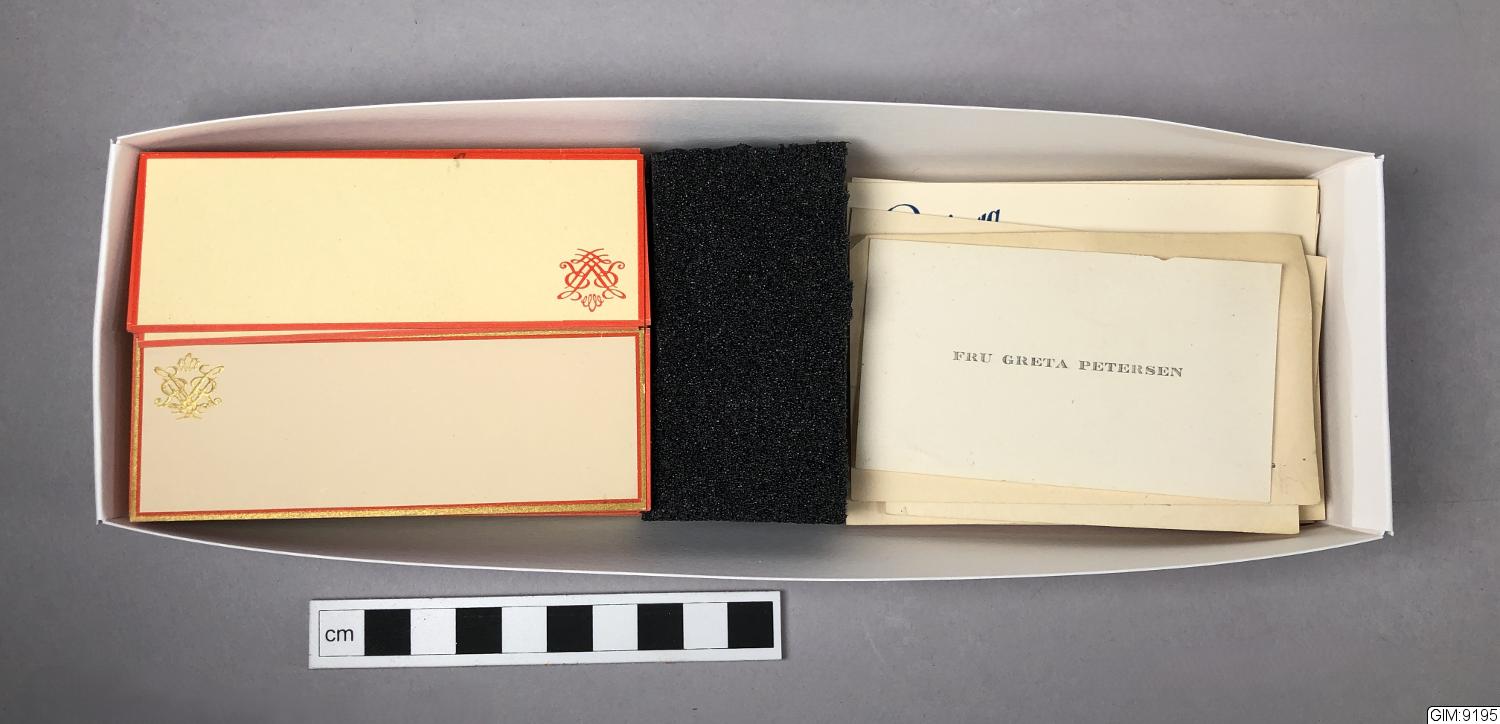 FRU GRETA PETERSEN
cm
GIM:9195